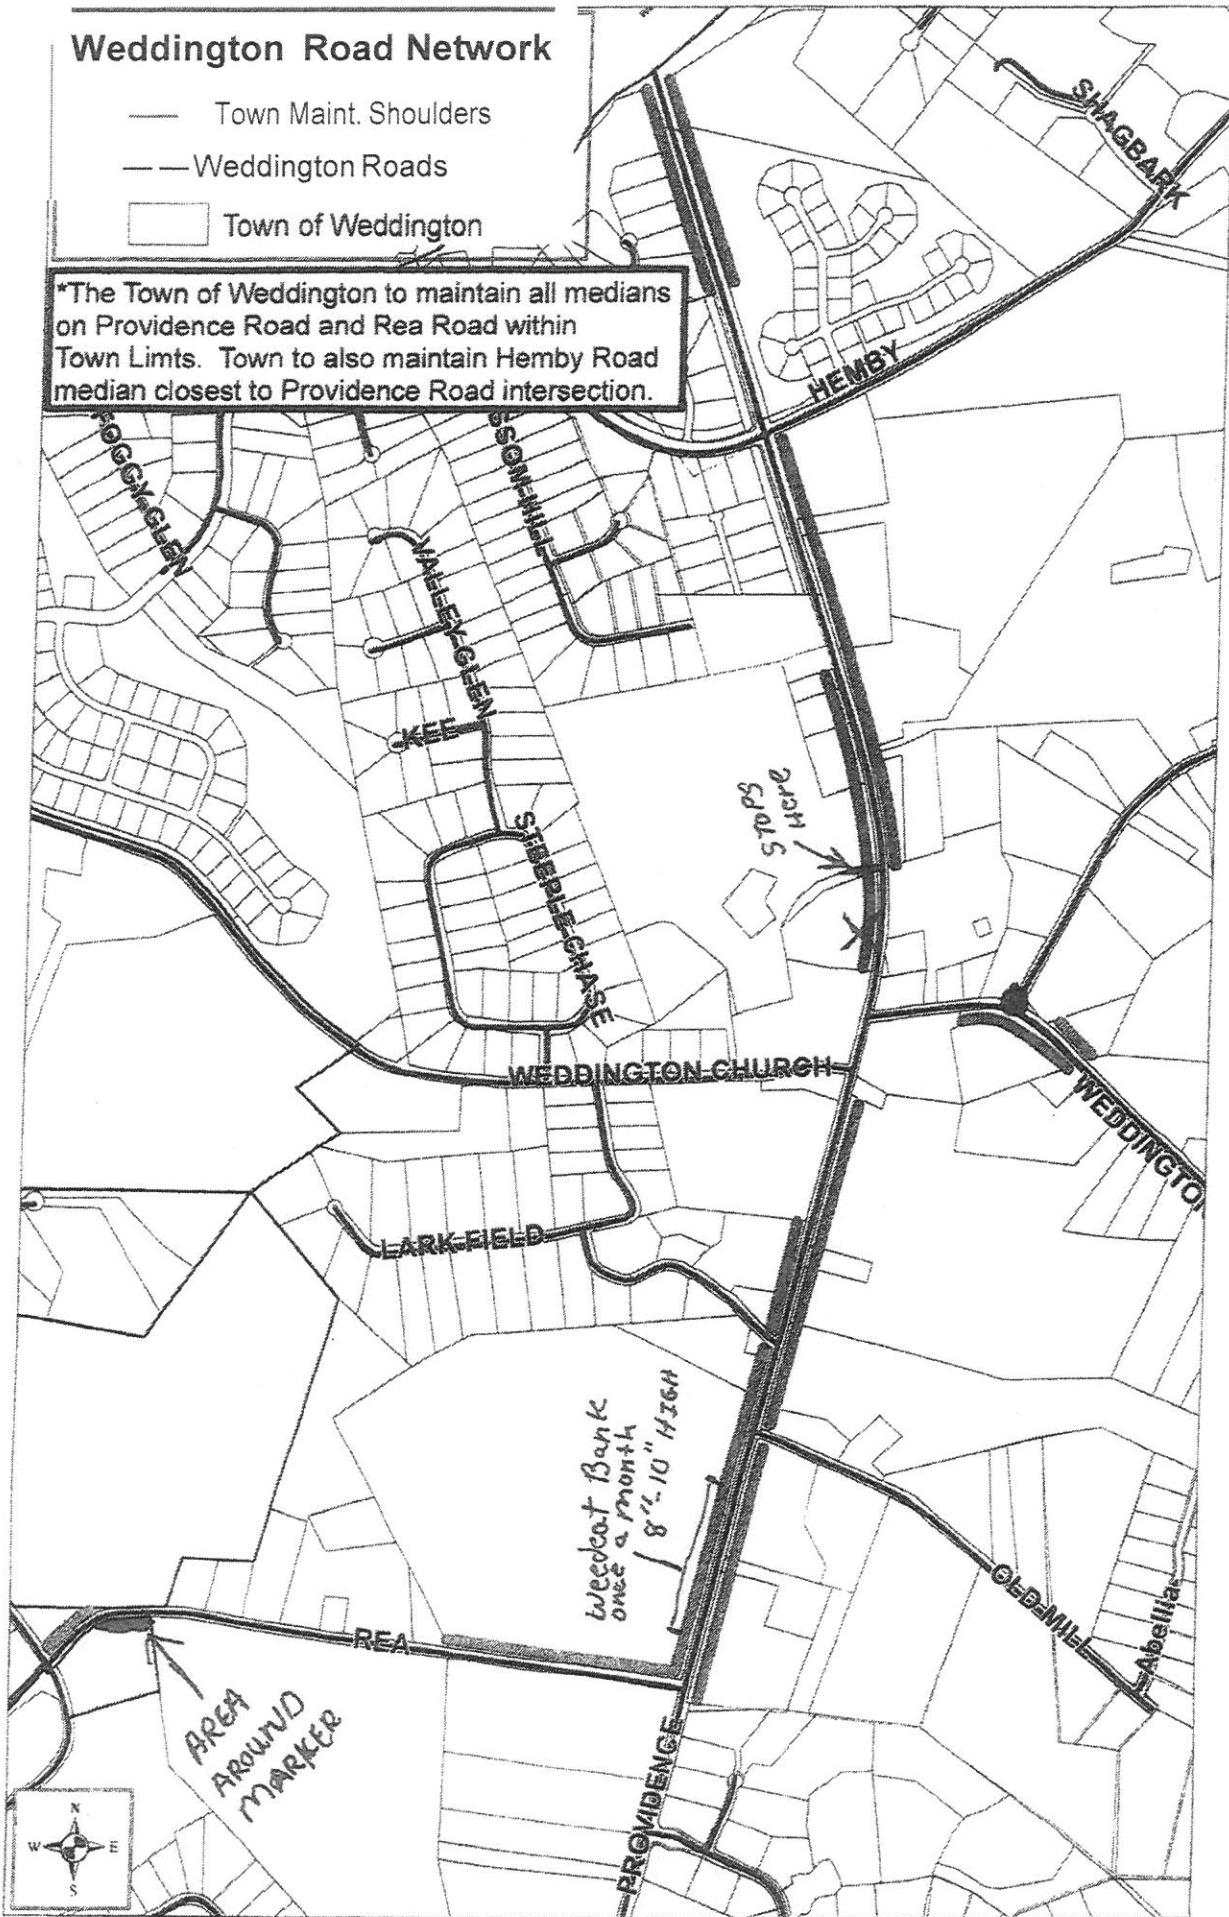 Weddington Road Network
Town Maint. Shoulders
Weddington Roads
Town of Weddington
*The Town of Weddington to maintain all medians
on Providence Road and Rea Road within
Town Limts. Town to also maintain Hemby Road
median closest to Providence Road intersection.
SHAGBARK
HEMBY
FOGGY GLEN
VALLEY GLEN
KEE
STEEPLE CHASE
STOPS
HERE
X
WEDDINGTON CHURCH
WEDDINGTO
LARK FIELD
Weedeat Bank
once a month
8"-10" HIGH
OLD MILL
Abellia
REA
AREA
AROUND
MARKER
PROVIDENCE
N
W E
S